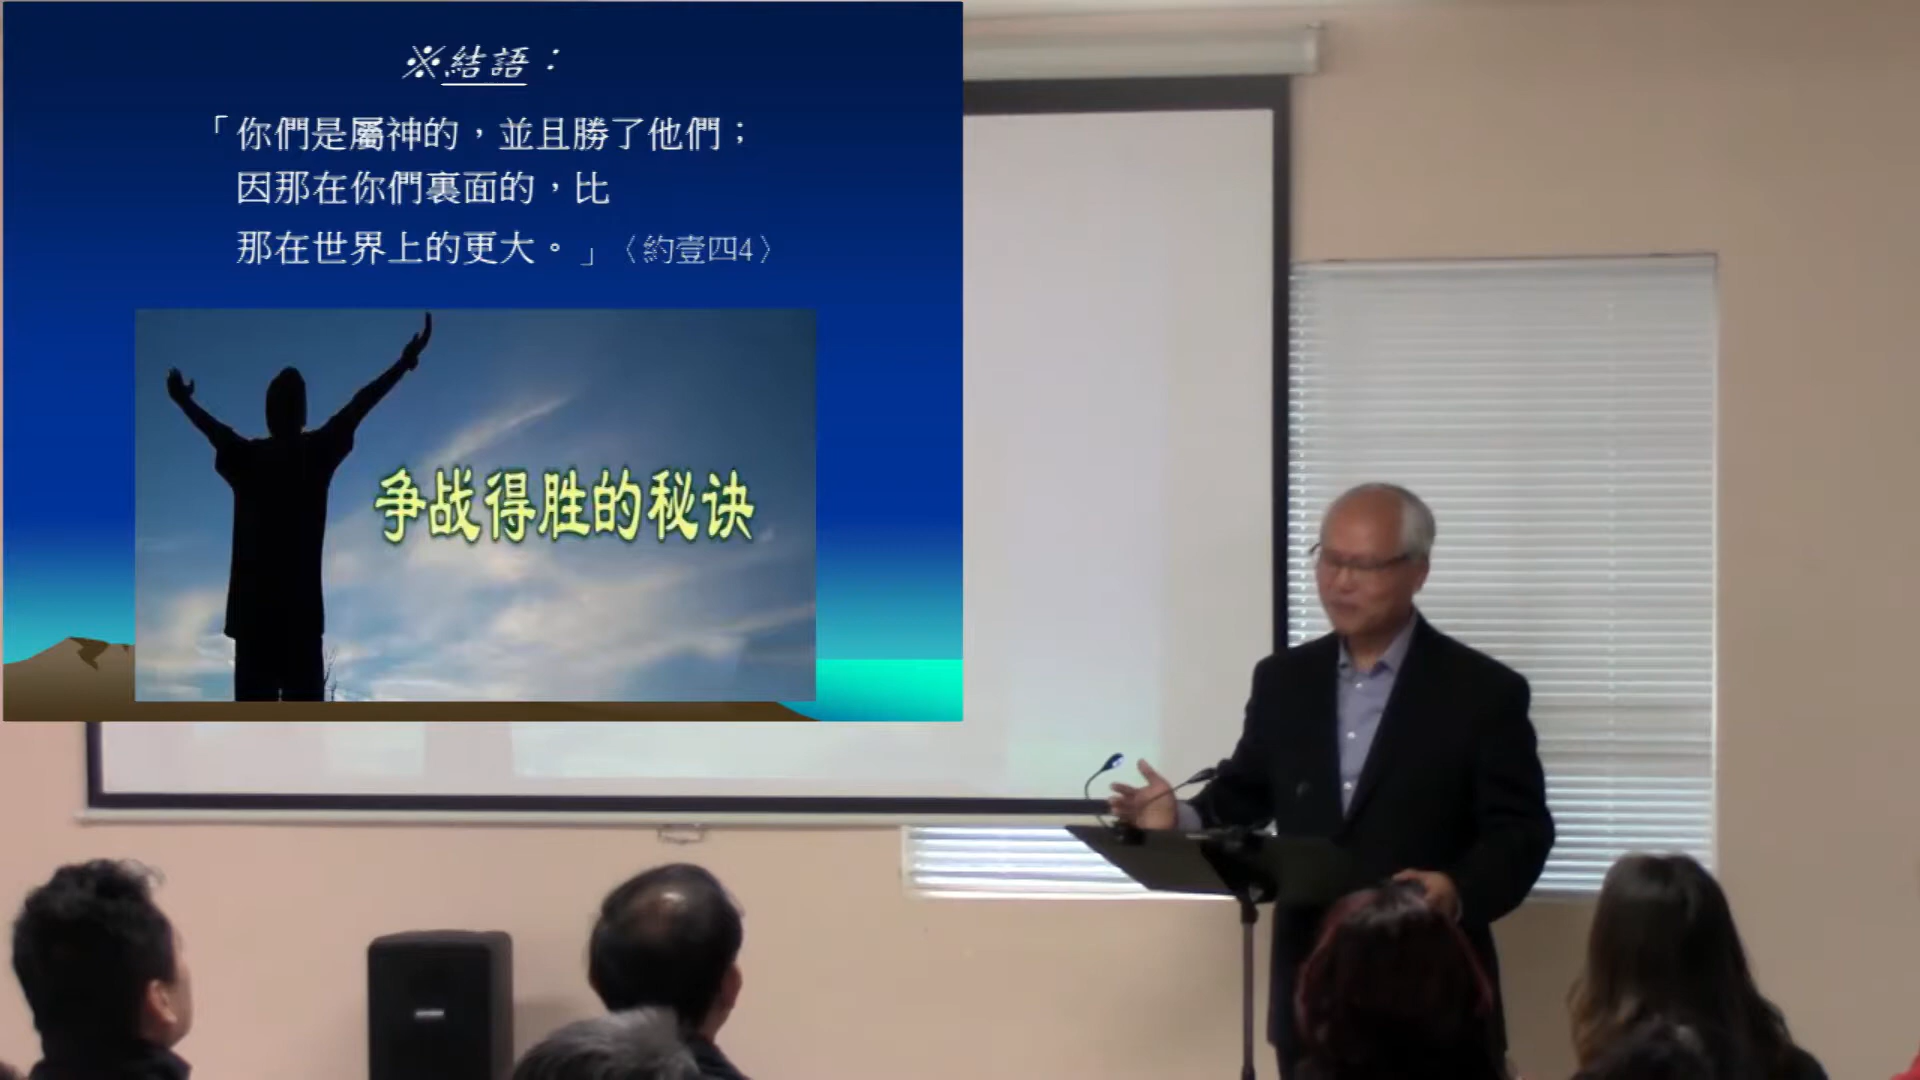 ※結語：
「你們是屬神的，並且勝了他們；
因那在你們裏面的，比
那在世界上的更大。」〈約壹四4〉
争战得胜的秘诀